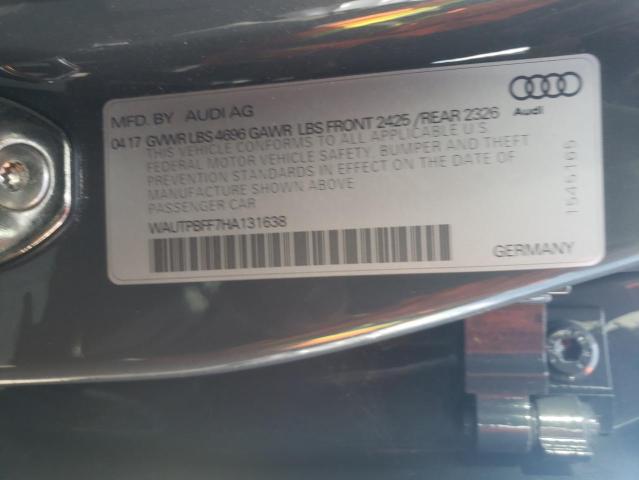 MFD. BY AUDI AG
04 17 GVWR LBS 4696 GAWR LBS FRONT 2425 / REAR 2326
THIS VEHICLE CONFORMS TO ALL APPLICABLE U.S.
FEDERAL MOTOR VEHICLE SAFETY, BUMPER AND THEFT
PREVENTION STANDARDS IN EFFECT ON THE DATE OF
MANUFACTURE SHOWN ABOVE
PASSENGER CAR
WAUTPBFF7HA131638
Audi
1545165
GERMANY